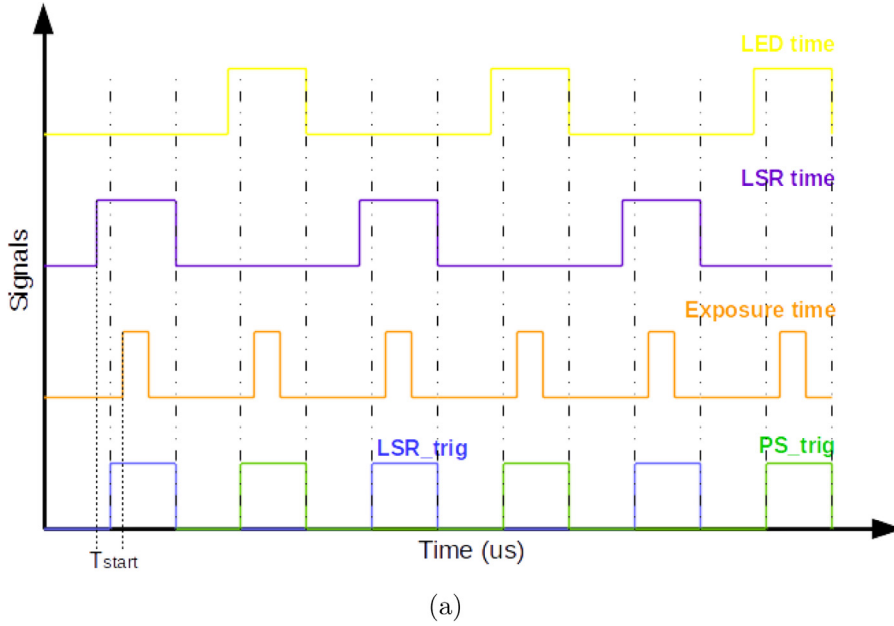 LED time
LSR time
Signals
Exposure time
LSR_trig
PS_trig
Time (us)
Tstart
(a)